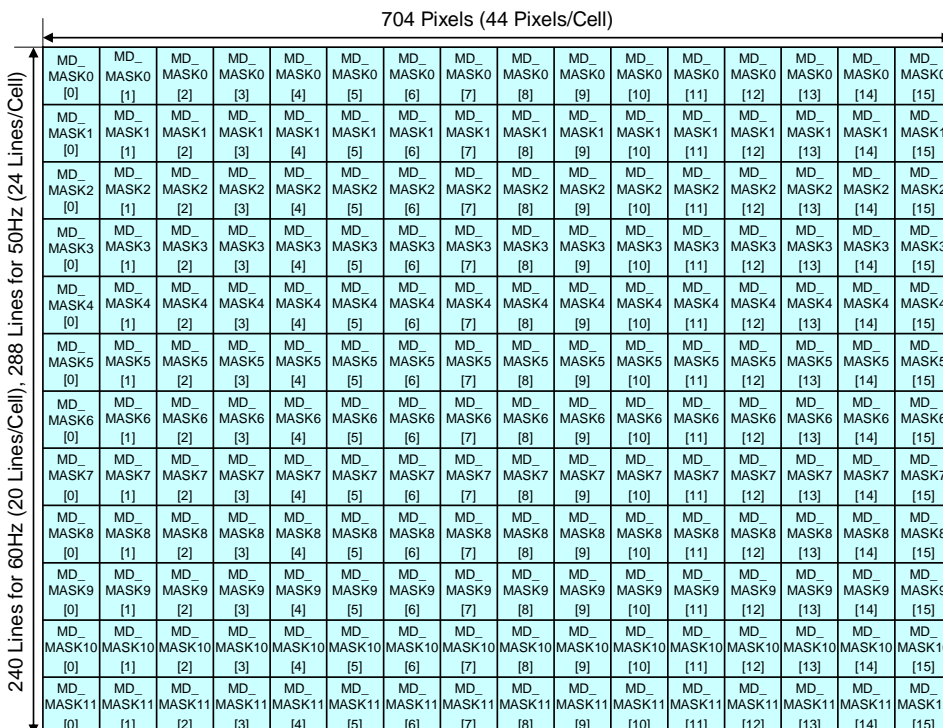 704 Pixels (44 Pixels/Cell)
240 Lines for 60Hz (20 Lines/Cell), 288 Lines for 50Hz (24 Lines/Cell)
MD_ MD_ MD_ MD_ MD_ MD_ MD_ MD_ MD_ MD_ MD_ MD_ MD_ MD_ MD_ MD_
MASK0 MASK0 MASK0 MASK0 MASK0 MASK0 MASK0 MASK0 MASK0 MASK0 MASK0 MASK0 MASK0 MASK0 MASK0 MASK0
[0] [1] [2] [3] [4] [5] [6] [7] [8] [9] [10] [11] [12] [13] [14] [15]
MD_ MD_ MD_ MD_ MD_ MD_ MD_ MD_ MD_ MD_ MD_ MD_ MD_ MD_ MD_ MD_
MASK1 MASK1 MASK1 MASK1 MASK1 MASK1 MASK1 MASK1 MASK1 MASK1 MASK1 MASK1 MASK1 MASK1 MASK1 MASK1
[0] [1] [2] [3] [4] [5] [6] [7] [8] [9] [10] [11] [12] [13] [14] [15]
MD_ MD_ MD_ MD_ MD_ MD_ MD_ MD_ MD_ MD_ MD_ MD_ MD_ MD_ MD_ MD_
MASK2 MASK2 MASK2 MASK2 MASK2 MASK2 MASK2 MASK2 MASK2 MASK2 MASK2 MASK2 MASK2 MASK2 MASK2 MASK2
[0] [1] [2] [3] [4] [5] [6] [7] [8] [9] [10] [11] [12] [13] [14] [15]
MD_ MD_ MD_ MD_ MD_ MD_ MD_ MD_ MD_ MD_ MD_ MD_ MD_ MD_ MD_ MD_
MASK3 MASK3 MASK3 MASK3 MASK3 MASK3 MASK3 MASK3 MASK3 MASK3 MASK3 MASK3 MASK3 MASK3 MASK3 MASK3
[0] [1] [2] [3] [4] [5] [6] [7] [8] [9] [10] [11] [12] [13] [14] [15]
MD_ MD_ MD_ MD_ MD_ MD_ MD_ MD_ MD_ MD_ MD_ MD_ MD_ MD_ MD_ MD_
MASK4 MASK4 MASK4 MASK4 MASK4 MASK4 MASK4 MASK4 MASK4 MASK4 MASK4 MASK4 MASK4 MASK4 MASK4 MASK4
[0] [1] [2] [3] [4] [5] [6] [7] [8] [9] [10] [11] [12] [13] [14] [15]
MD_ MD_ MD_ MD_ MD_ MD_ MD_ MD_ MD_ MD_ MD_ MD_ MD_ MD_ MD_ MD_
MASK5 MASK5 MASK5 MASK5 MASK5 MASK5 MASK5 MASK5 MASK5 MASK5 MASK5 MASK5 MASK5 MASK5 MASK5 MASK5
[0] [1] [2] [3] [4] [5] [6] [7] [8] [9] [10] [11] [12] [13] [14] [15]
MD_ MD_ MD_ MD_ MD_ MD_ MD_ MD_ MD_ MD_ MD_ MD_ MD_ MD_ MD_ MD_
MASK6 MASK6 MASK6 MASK6 MASK6 MASK6 MASK6 MASK6 MASK6 MASK6 MASK6 MASK6 MASK6 MASK6 MASK6 MASK6
[0] [1] [2] [3] [4] [5] [6] [7] [8] [9] [10] [11] [12] [13] [14] [15]
MD_ MD_ MD_ MD_ MD_ MD_ MD_ MD_ MD_ MD_ MD_ MD_ MD_ MD_ MD_ MD_
MASK7 MASK7 MASK7 MASK7 MASK7 MASK7 MASK7 MASK7 MASK7 MASK7 MASK7 MASK7 MASK7 MASK7 MASK7 MASK7
[0] [1] [2] [3] [4] [5] [6] [7] [8] [9] [10] [11] [12] [13] [14] [15]
MD_ MD_ MD_ MD_ MD_ MD_ MD_ MD_ MD_ MD_ MD_ MD_ MD_ MD_ MD_ MD_
MASK8 MASK8 MASK8 MASK8 MASK8 MASK8 MASK8 MASK8 MASK8 MASK8 MASK8 MASK8 MASK8 MASK8 MASK8 MASK8
[0] [1] [2] [3] [4] [5] [6] [7] [8] [9] [10] [11] [12] [13] [14] [15]
MD_ MD_ MD_ MD_ MD_ MD_ MD_ MD_ MD_ MD_ MD_ MD_ MD_ MD_ MD_ MD_
MASK9 MASK9 MASK9 MASK9 MASK9 MASK9 MASK9 MASK9 MASK9 MASK9 MASK9 MASK9 MASK9 MASK9 MASK9 MASK9
[0] [1] [2] [3] [4] [5] [6] [7] [8] [9] [10] [11] [12] [13] [14] [15]
MD_ MD_ MD_ MD_ MD_ MD_ MD_ MD_ MD_ MD_ MD_ MD_ MD_ MD_ MD_ MD_
MASK10 MASK10 MASK10 MASK10 MASK10 MASK10 MASK10 MASK10 MASK10 MASK10 MASK10 MASK10 MASK10 MASK10 MASK10 MASK10
[0] [1] [2] [3] [4] [5] [6] [7] [8] [9] [10] [11] [12] [13] [14] [15]
MD_ MD_ MD_ MD_ MD_ MD_ MD_ MD_ MD_ MD_ MD_ MD_ MD_ MD_ MD_ MD_
MASK11 MASK11 MASK11 MASK11 MASK11 MASK11 MASK11 MASK11 MASK11 MASK11 MASK11 MASK11 MASK11 MASK11 MASK11 MASK1
[0] [1] [2] [3] [4] [5] [6] [7] [8] [9] [10] [11] [12] [13] [14] [15]